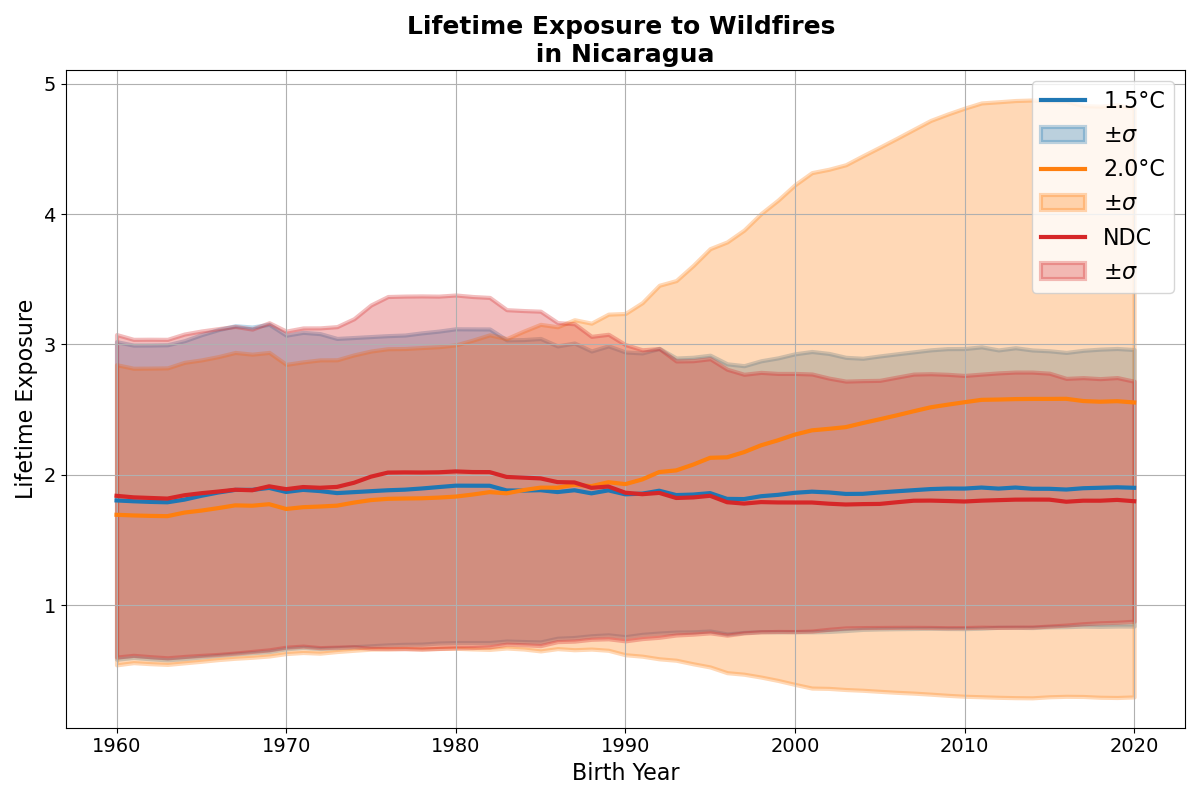 Lifetime Exposure to Wildfires
in Nicaragua
Lifetime Exposure
5
4
3
2
1
1.5°C
±σ
2.0°C
±σ
NDC
±σ
1960
1970
1980
1990
2000
2010
2020
Birth Year